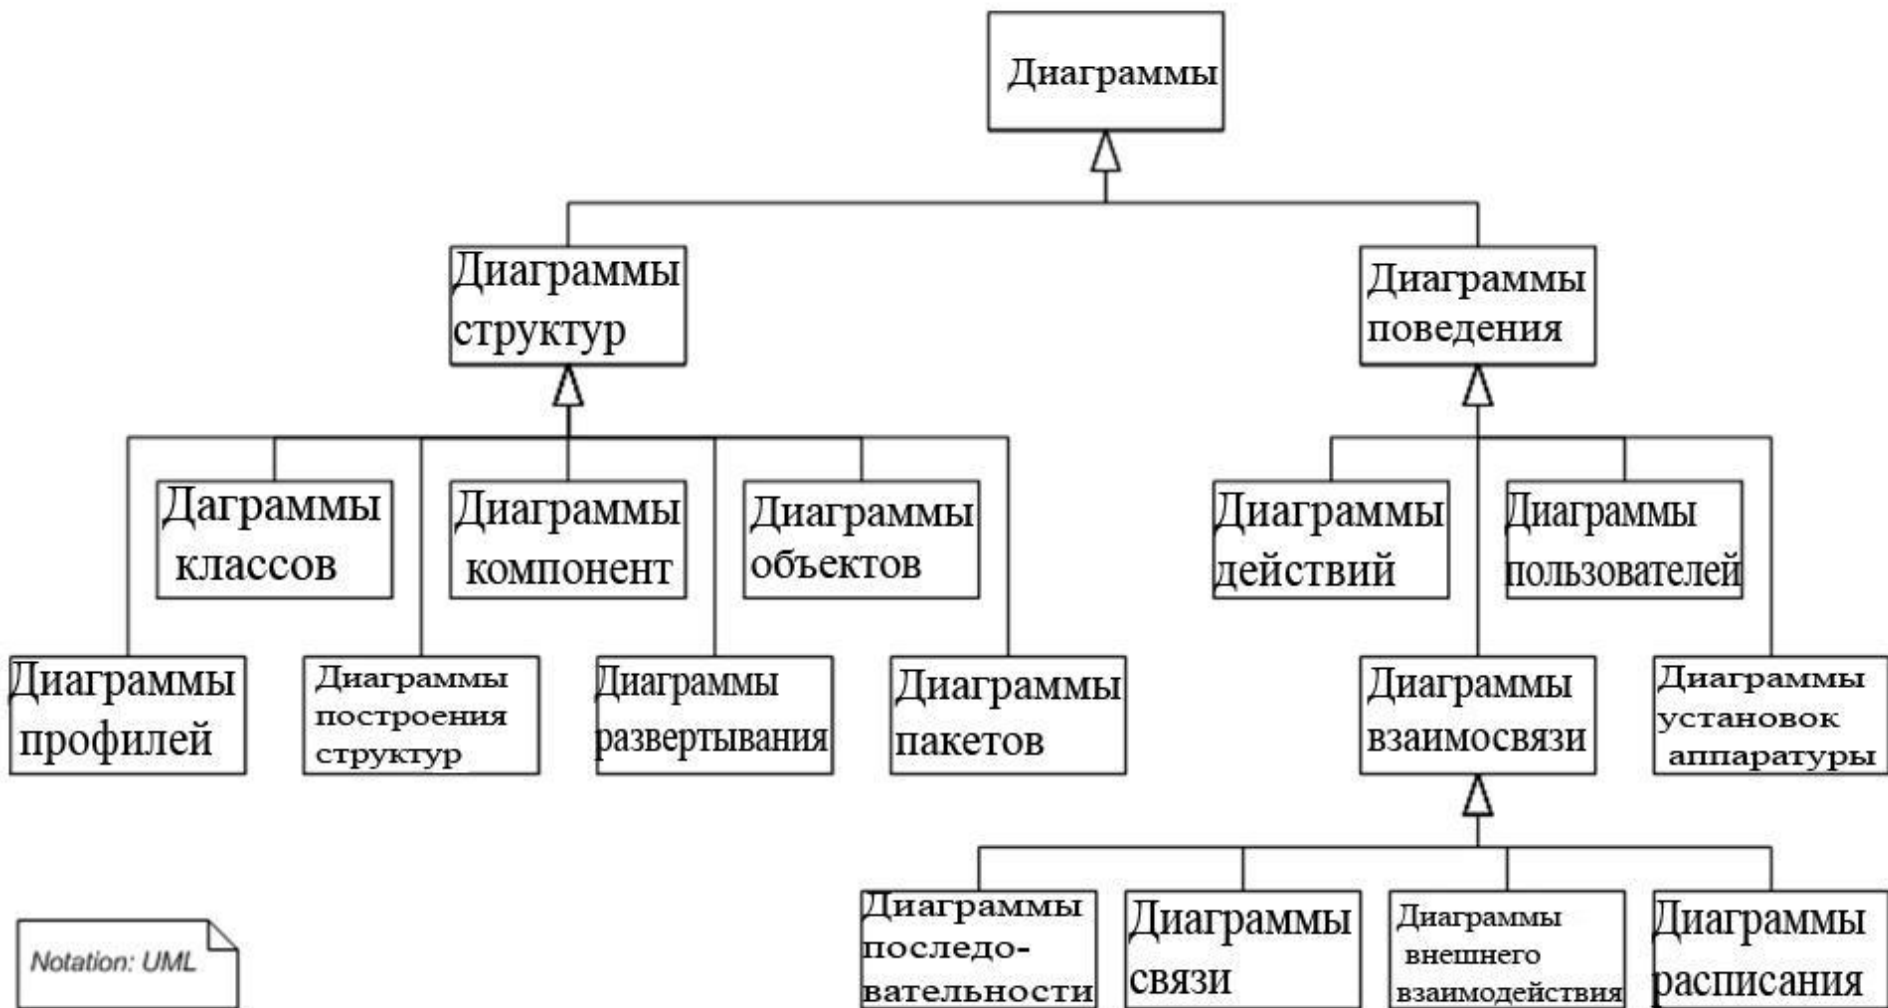 Диаграммы
Диаграммы
структур
Диаграммы
поведения
Даграммы
классов
Диаграммы
компонент
Диаграммы
объектов
Диаграммы
действий
Диаграммы
пользователей
Диаграммы
профилей
Диаграммы
построения
структур
Диаграммы
развертывания
Диаграммы
пакетов
Диаграммы
взаимосвязи
Диаграммы
установок
аппаратуры
Диаграммы
последо-
вательности
Диаграммы
связи
Диаграммы
внешнего
взаимодействия
Диаграммы
расписания
Notation: UML